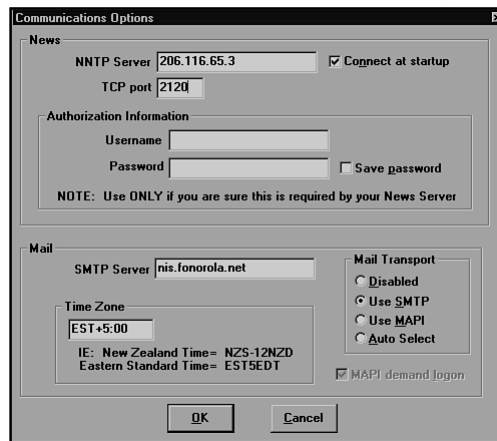 Communications Options
News
NNTP Server 206.116.65.3 Connect at startup
TCP port 2120
Authorization Information
Username
Password Save password
NOTE: Use ONLY if you are sure this is required by your News Server
Mail
SMTP Server nis.fonorola.net
Mail Transport
Disabled
Use SMTP
Use MAPI
Auto Select
Time Zone
EST+5:00
IE: New Zealand Time= NZS-12NZD
Eastern Standard Time= EST5EDT
MAPI demand logon
OK Cancel